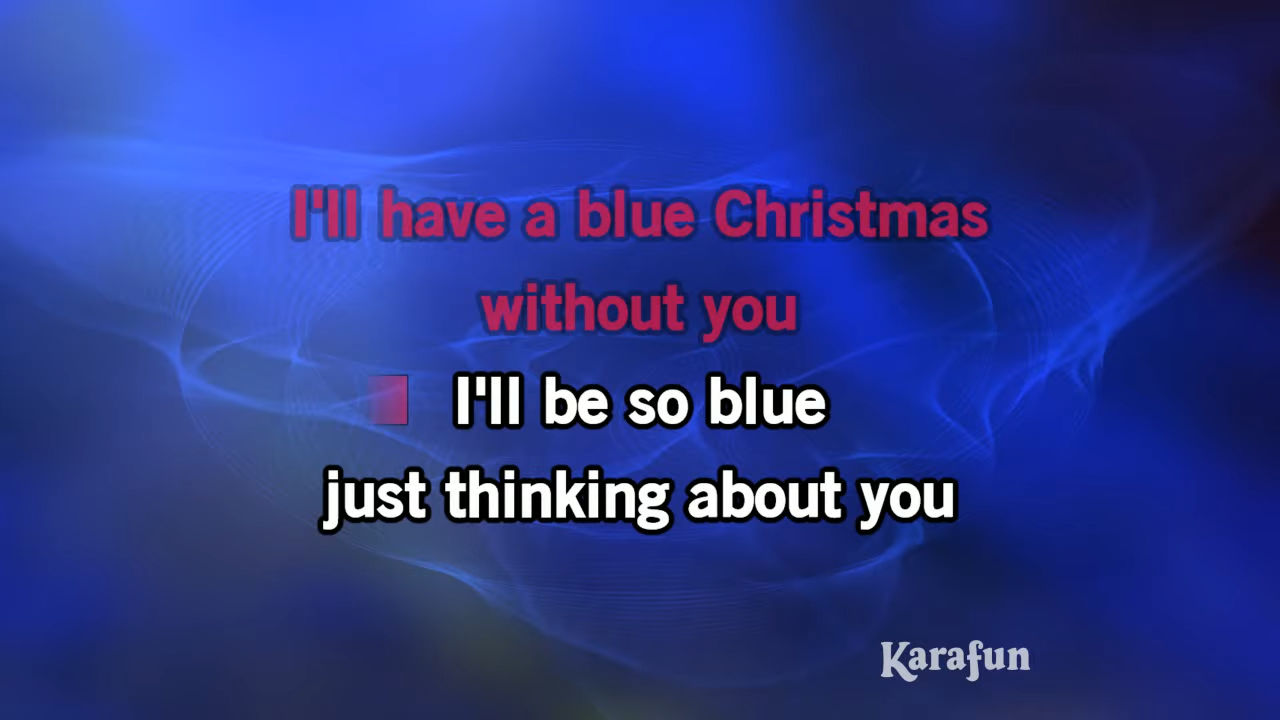 I'll have a blue Christmas
without you
I'll be so blue
just thinking about you
Karafun